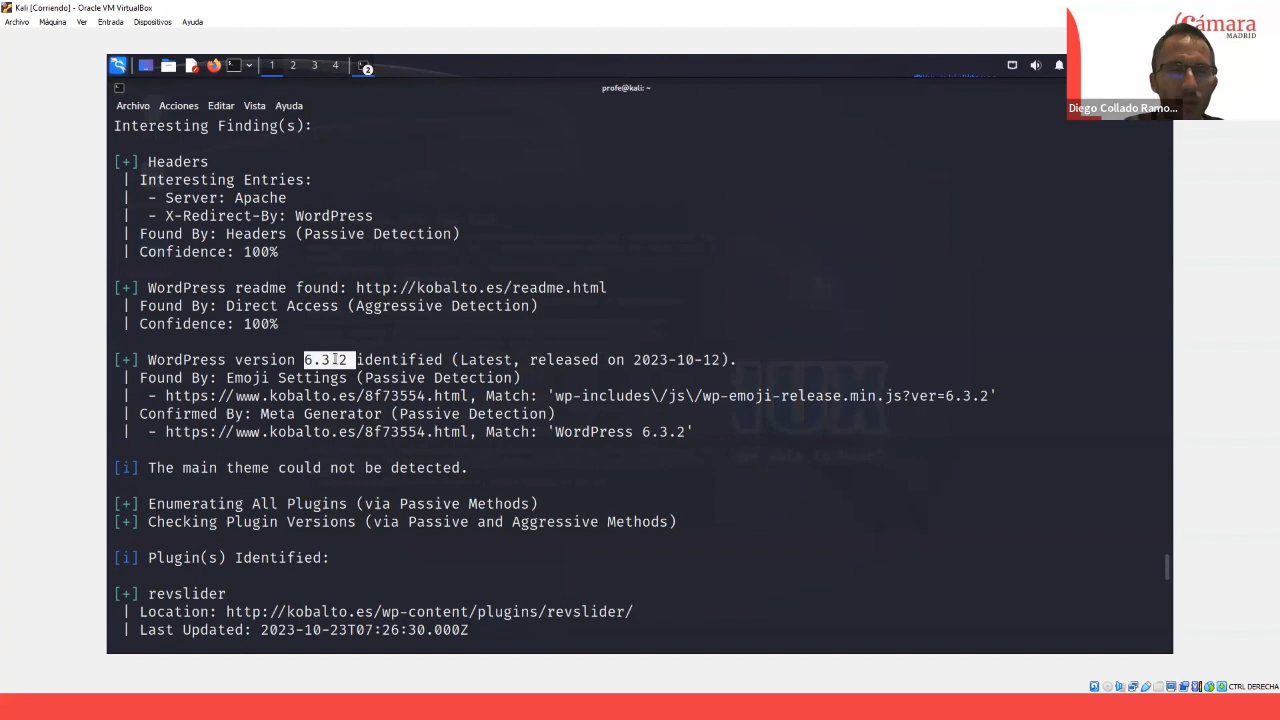 Kali [Corriendo] - Oracle VM VirtualBox
Archivo Máquina Ver Entrada Dispositivos Ayuda
Cámara
MADRID
1 2 3 4 2
profe@kali: ~
Diego Collado Ramo...
Archivo Acciones Editar Vista Ayuda
Interesting Finding(s):
[+] Headers
| Interesting Entries:
| - Server: Apache
| - X-Redirect-By: WordPress
| Found By: Headers (Passive Detection)
| Confidence: 100%
[+] WordPress readme found: http://kobalto.es/readme.html
| Found By: Direct Access (Aggressive Detection)
| Confidence: 100%
[+] WordPress version 6.3.2 identified (Latest, released on 2023-10-12).
| Found By: Emoji Settings (Passive Detection)
| - https://www.kobalto.es/8f73554.html, Match: 'wp-includes\/js\/wp-emoji-release.min.js?ver=6.3.2'
| Confirmed By: Meta Generator (Passive Detection)
| - https://www.kobalto.es/8f73554.html, Match: 'WordPress 6.3.2'
[i] The main theme could not be detected.
[+] Enumerating All Plugins (via Passive Methods)
[+] Checking Plugin Versions (via Passive and Aggressive Methods)
[i] Plugin(s) Identified:
[+] revslider
| Location: http://kobalto.es/wp-content/plugins/revslider/
| Last Updated: 2023-10-23T07:26:30.000Z
CTRL DERECHA